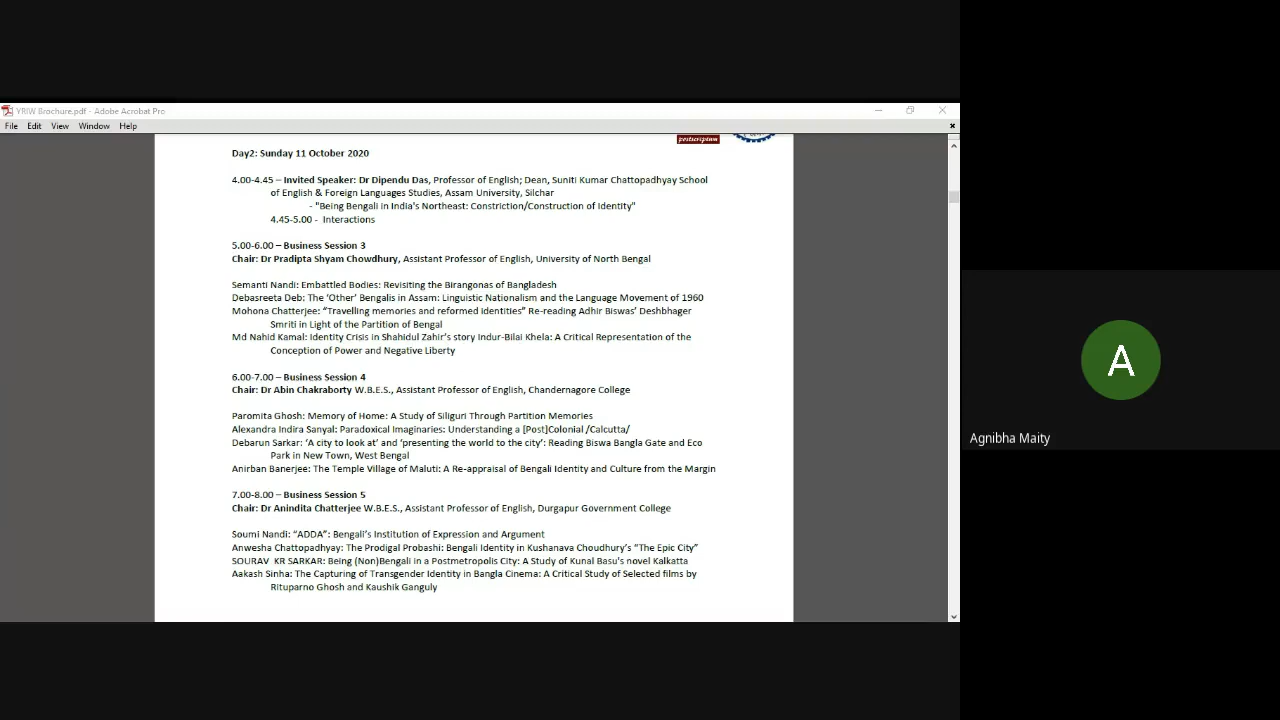 YRIW Brochure.pdf - Adobe Acrobat Pro
File Edit View Window Help
postscriptum
Day2: Sunday 11 October 2020
4.00-4.45 – Invited Speaker: Dr Dipendu Das, Professor of English; Dean, Suniti Kumar Chattopadhyay School
of English & Foreign Languages Studies, Assam University, Silchar
- "Being Bengali in India's Northeast: Constriction/Construction of Identity"
4.45-5.00 - Interactions
5.00-6.00 – Business Session 3
Chair: Dr Pradipta Shyam Chowdhury, Assistant Professor of English, University of North Bengal
Semanti Nandi: Embattled Bodies: Revisiting the Birangonas of Bangladesh
Debasreeta Deb: The ‘Other’ Bengalis in Assam: Linguistic Nationalism and the Language Movement of 1960
Mohona Chatterjee: “Travelling memories and reformed identities” Re-reading Adhir Biswas’ Deshbhager
Smriti in Light of the Partition of Bengal
Md Nahid Kamal: Identity Crisis in Shahidul Zahir’s story Indur-Bilai Khela: A Critical Representation of the
Conception of Power and Negative Liberty
6.00-7.00 – Business Session 4
Chair: Dr Abin Chakraborty W.B.E.S., Assistant Professor of English, Chandernagore College
Paromita Ghosh: Memory of Home: A Study of Siliguri Through Partition Memories
Alexandra Indira Sanyal: Paradoxical Imaginaries: Understanding a [Post]Colonial /Calcutta/
Debarun Sarkar: ‘A city to look at’ and ‘presenting the world to the city’: Reading Biswa Bangla Gate and Eco
Park in New Town, West Bengal
Anirban Banerjee: The Temple Village of Maluti: A Re-appraisal of Bengali Identity and Culture from the Margin
7.00-8.00 – Business Session 5
Chair: Dr Anindita Chatterjee W.B.E.S., Assistant Professor of English, Durgapur Government College
Soumi Nandi: “ADDA”: Bengali’s Institution of Expression and Argument
Anwesha Chattopadhyay: The Prodigal Probashi: Bengali Identity in Kushanava Choudhury’s “The Epic City”
SOURAV KR SARKAR: Being (Non)Bengali in a Postmetropolis City: A Study of Kunal Basu's novel Kalkatta
Aakash Sinha: The Capturing of Transgender Identity in Bangla Cinema: A Critical Study of Selected films by
Rituparno Ghosh and Kaushik Ganguly
A
Agnibha Maity